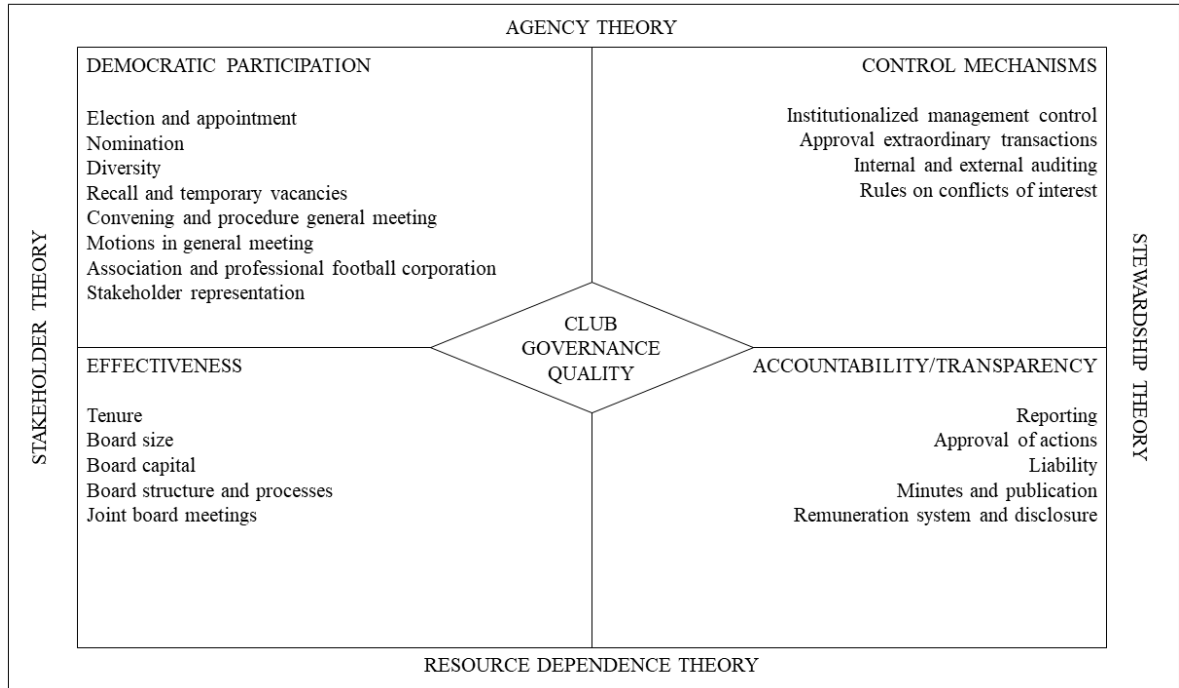 AGENCY THEORY
DEMOCRATIC PARTICIPATION
Election and appointment
Nomination
Diversity
Recall and temporary vacancies
Convening and procedure general meeting
Motions in general meeting
Association and professional football corporation
Stakeholder representation
CONTROL MECHANISMS
Institutionalized management control
Approval extraordinary transactions
Internal and external auditing
Rules on conflicts of interest
STAKEHOLDER THEORY
CLUB
GOVERNANCE
QUALITY
STEWARDSHIP THEORY
EFFECTIVENESS
Tenure
Board size
Board capital
Board structure and processes
Joint board meetings
ACCOUNTABILITY/TRANSPARENCY
Reporting
Approval of actions
Liability
Minutes and publication
Remuneration system and disclosure
RESOURCE DEPENDENCE THEORY